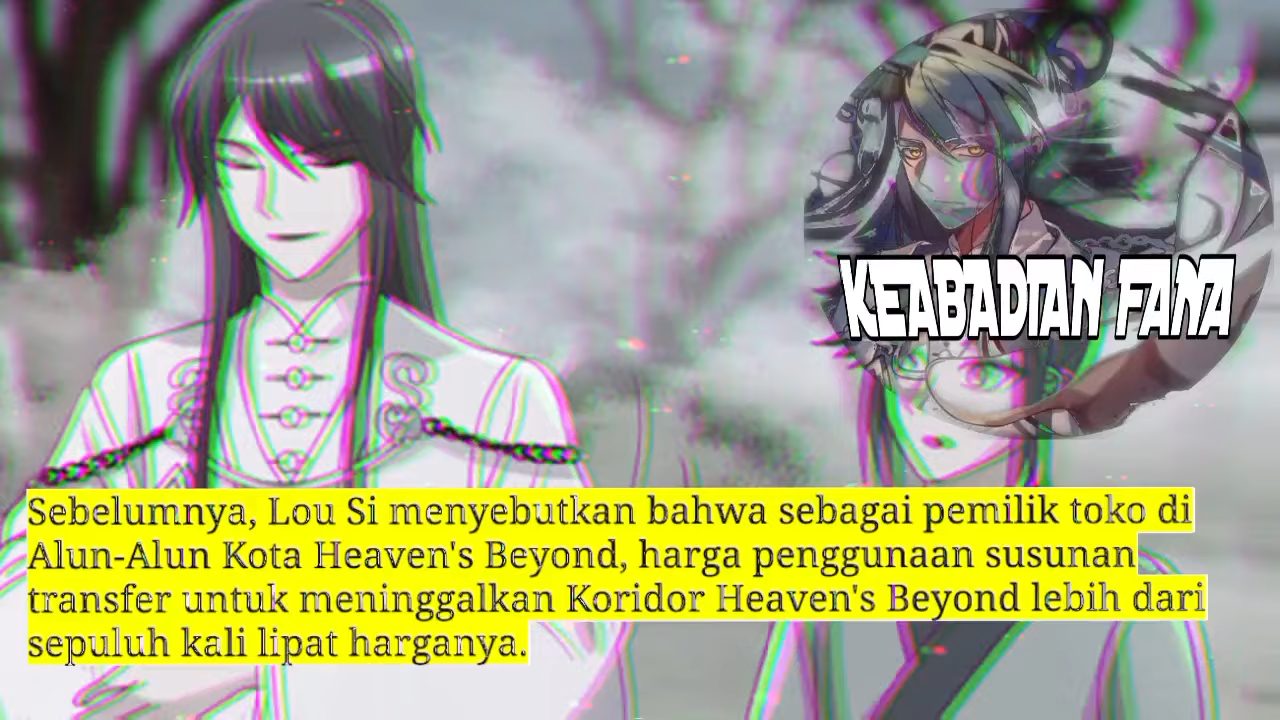 KEABADIAN FANA
Sebelumnya, Lou Si menyebutkan bahwa sebagai pemilik toko di
Alun-Alun Kota Heaven's Beyond, harga penggunaan susunan
transfer untuk meninggalkan Koridor Heaven's Beyond lebih dari
sepuluh kali lipat harganya.